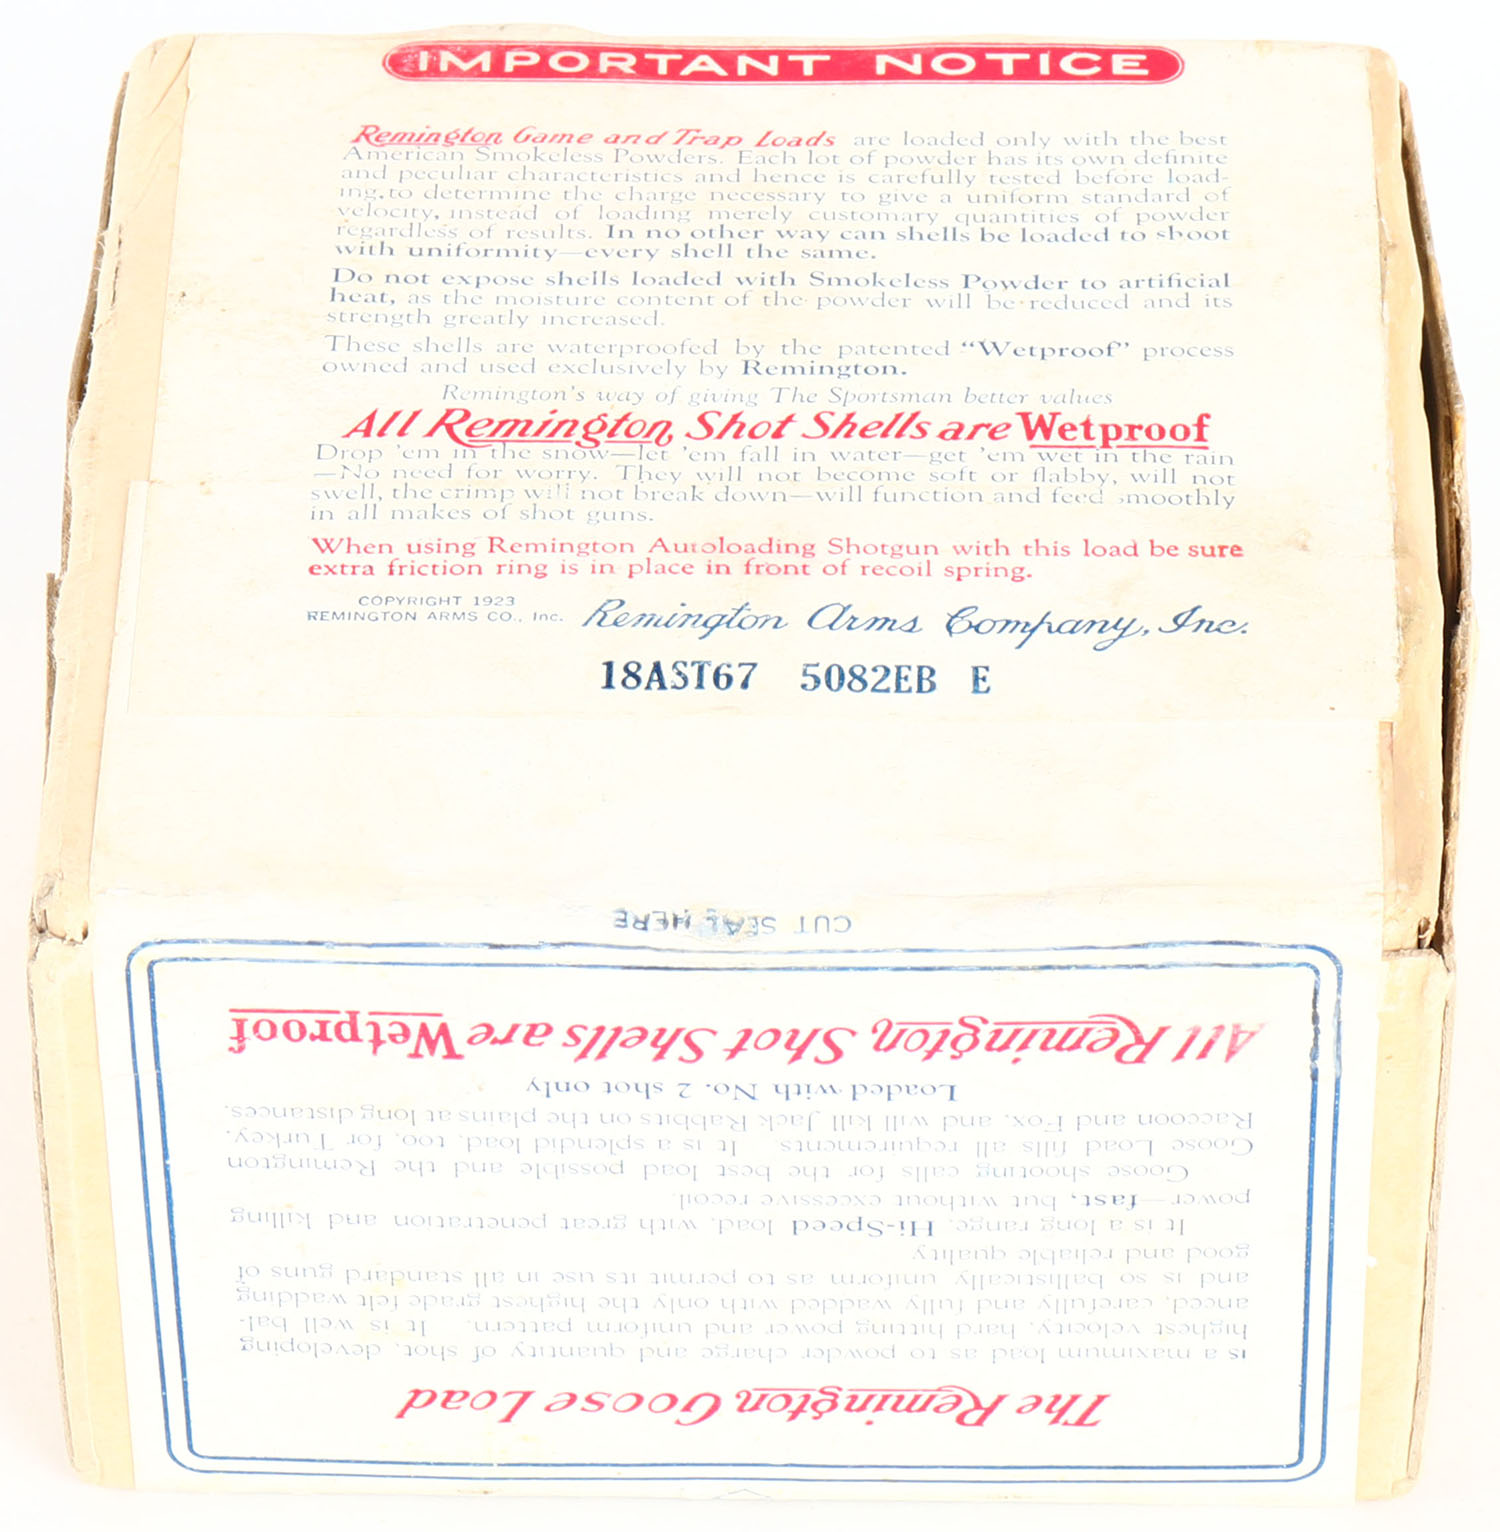 IMPORTANT NOTICE
Remington Game and Trap Loads are loaded only with the best
American Smokeless Powders. Each lot of powder has its own definite
and peculiar characteristics and hence is carefully tested before load-
ing, to determine the charge necessary to give a uniform standard of
velocity, instead of loading merely customary quantities of powder
regardless of results. In no other way can shells be loaded to shoot
with uniformity—every shell the same.
Do not expose shells loaded with Smokeless Powder to artificial
heat, as the moisture content of the powder will be reduced and its
strength greatly increased.
These shells are waterproofed by the patented "Wetproof" process
owned and used exclusively by Remington.
Remington's way of giving The Sportsman better values
All Remington Shot Shells are Wetproof
Drop 'em in the snow—let 'em fall in water—get 'em wet in the rain
—No need for worry. They will not become soft or flabby, will not
swell, the crimp will not break down—will function and feed smoothly
in all makes of shot guns.
When using Remington Autoloading Shotgun with this load be sure
extra friction ring is in place in front of recoil spring.
COPYRIGHT 1923
REMINGTON ARMS CO., Inc.
Remington Arms Company, Inc.
18AST67 5082EB E
CUT SEAL HERE
The Remington Goose Load
is a maximum load as to powder charge and quantity of shot, developing
highest velocity, hard hitting power and uniform pattern. It is well bal-
anced, carefully and fully wadded with only the highest grade felt wadding
and is so ballistically uniform as to permit its use in all standard guns of
good and reliable quality
It is a long range, Hi-Speed load, with great penetration and killing
power—fast, but without excessive recoil.
Goose shooting calls for the best load possible and the Remington
Goose Load fills all requirements. It is a splendid load, too, for Turkey,
Raccoon and Fox, and will kill Jack Rabbits on the plains at long distances.
Loaded with No. 2 shot only
All Remington Shot Shells are Wetproof